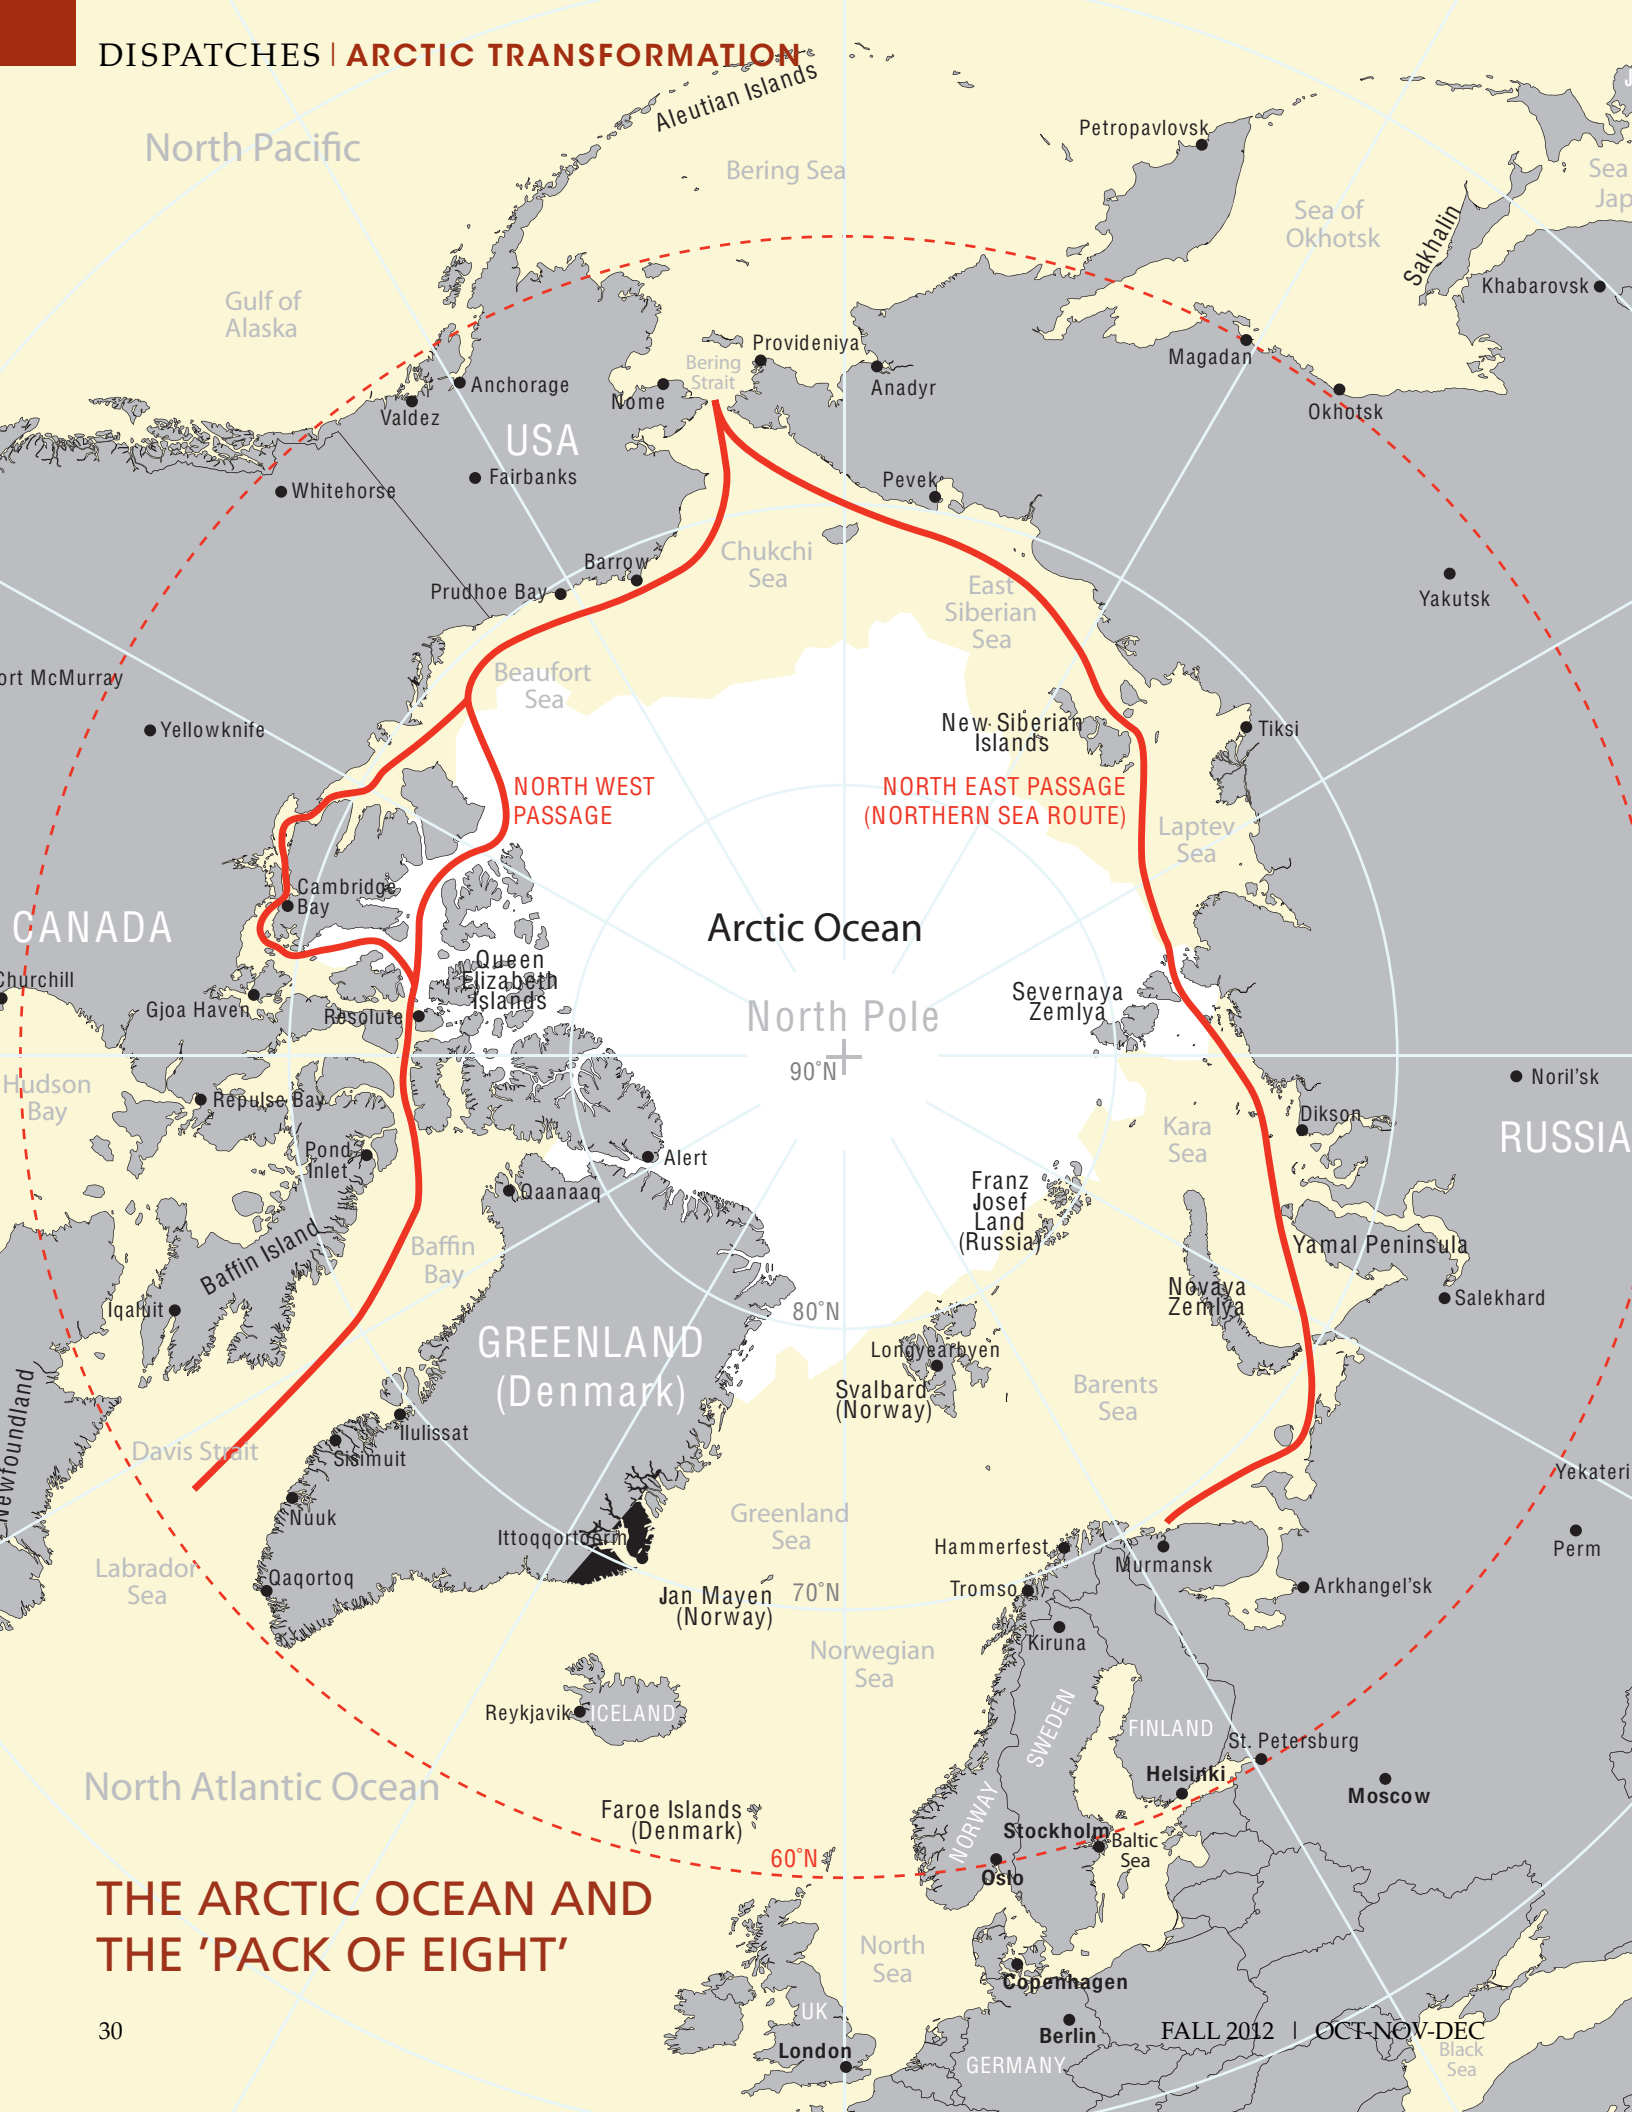 DISPATCHES | ARCTIC TRANSFORMATION
Aleutian Islands
North Pacific
Bering Sea
Petropavlovsk
Sea of
Okhotsk
Sea
Jap
Sakhalin
Khabarovsk
Gulf of
Alaska
Anchorage
Valdez
Nome
Bering
Strait
Provideniya
Anadyr
Magadan
Okhotsk
USA
Fairbanks
Whitehorse
Pevek
Barrow
Prudhoe Bay
Chukchi
Sea
East
Siberian
Sea
Yakutsk
ort McMurray
Beaufort
Sea
Yellowknife
New Siberian
Islands
Tiksi
NORTH WEST
PASSAGE
NORTH EAST PASSAGE
(NORTHERN SEA ROUTE)
Laptev
Sea
Cambridge
Bay
CANADA
Arctic Ocean
Queen
Elizabeth
Islands
Churchill
Gjoa Haven
Resolute
Severnaya
Zemlya
North Pole
90°N
Hudson
Bay
Repulse Bay
Noril'sk
Dikson
Kara
Sea
RUSSIA
Pond
Inlet
Alert
Qaanaaq
Franz
Josef
Land
(Russia)
Baffin Island
Baffin
Bay
Yamal Peninsula
Novaya
Zemlya
Salekhard
Iqaluit
80°N
GREENLAND
(Denmark)
Longyearbyen
Svalbard
(Norway)
Barents
Sea
Newfoundland
Davis Strait
Ilulissat
Sisimuit
Nuuk
Yekateri
Greenland
Sea
Ittoqqortoorm
Hammerfest
Murmansk
Perm
Labrador
Sea
Qaqortoq
Jan Mayen
(Norway)
70°N
Tromso
Arkhangel'sk
Kiruna
Norwegian
Sea
Reykjavik
ICELAND
SWEDEN
FINLAND
St. Petersburg
Helsinki
Moscow
North Atlantic Ocean
Faroe Islands
(Denmark)
NORWAY
Stockholm
Baltic
Sea
60°N
Oslo
THE ARCTIC OCEAN AND
THE 'PACK OF EIGHT'
North
Sea
Copenhagen
UK
London
Berlin
GERMANY
Black
Sea
30
FALL 2012 | OCT-NOV-DEC